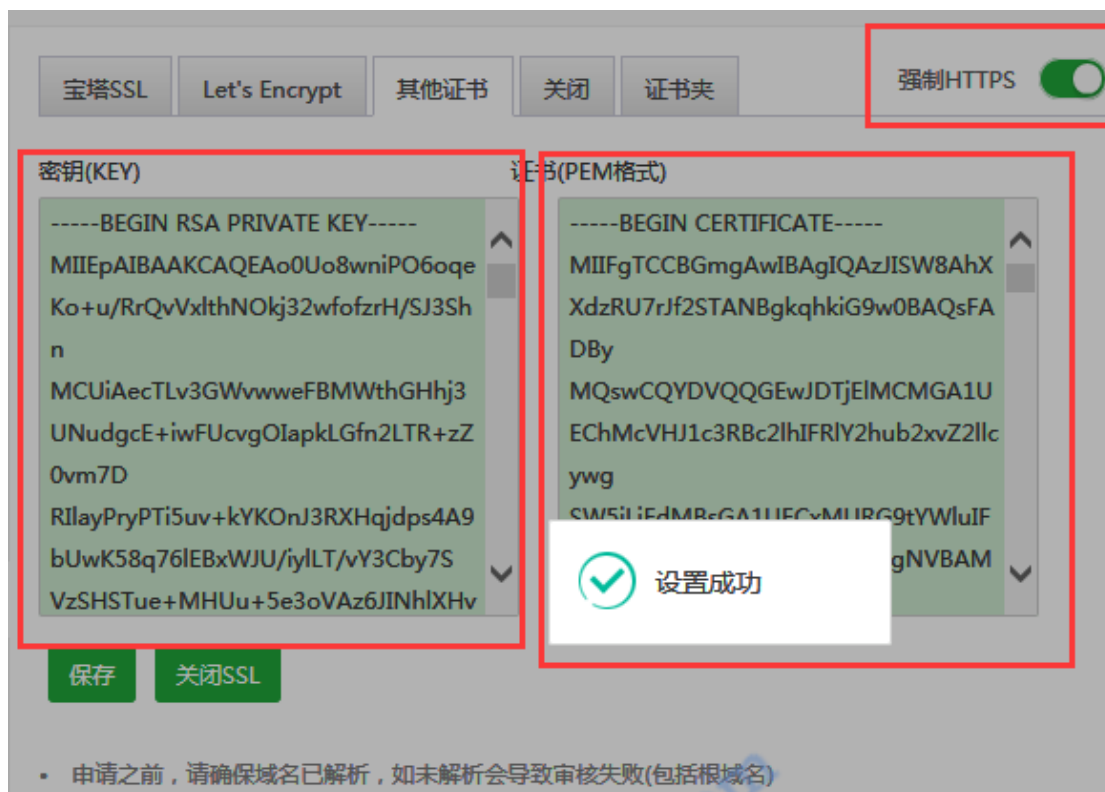 宝塔SSL
Let's Encrypt
其他证书
关闭
证书夹
强制HTTPS
密钥(KEY)
-----BEGIN RSA PRIVATE KEY-----
MIIEpAIBAAKCAQEAo0Uo8wniPO6oqe
Ko+u/RrQvVxlthNOkj32wfofzrH/SJ3Sh
n
MCUiAecTLv3GWvwweFBMWthGHhj3
UNudgcE+iwFUcvgOIapkLGfn2LTR+zZ
0vm7D
RIlayPryPTi5uv+kYKOnJ3RXHqjdps4A9
bUwK58q76lEBxWJU/iylLT/vY3Cby7S
VzSHSTue+MHUu+5e3oVAz6JINhlXHv
证书(PEM格式)
-----BEGIN CERTIFICATE-----
MIIFgTCCBGmgAwIBAgIQAzJISW8AhX
XdzRU7rJf2STANBgkqhkiG9w0BAQsFA
DBy
MQswCQYDVQQGEwJDTjElMCMGA1U
EChMcVHJ1c3RBc2lhIFRlY2hub2xvZ2llc
ywg
gNVBAM
设置成功
保存
关闭SSL
• 申请之前，请确保域名已解析，如未解析会导致审核失败(包括根域名)